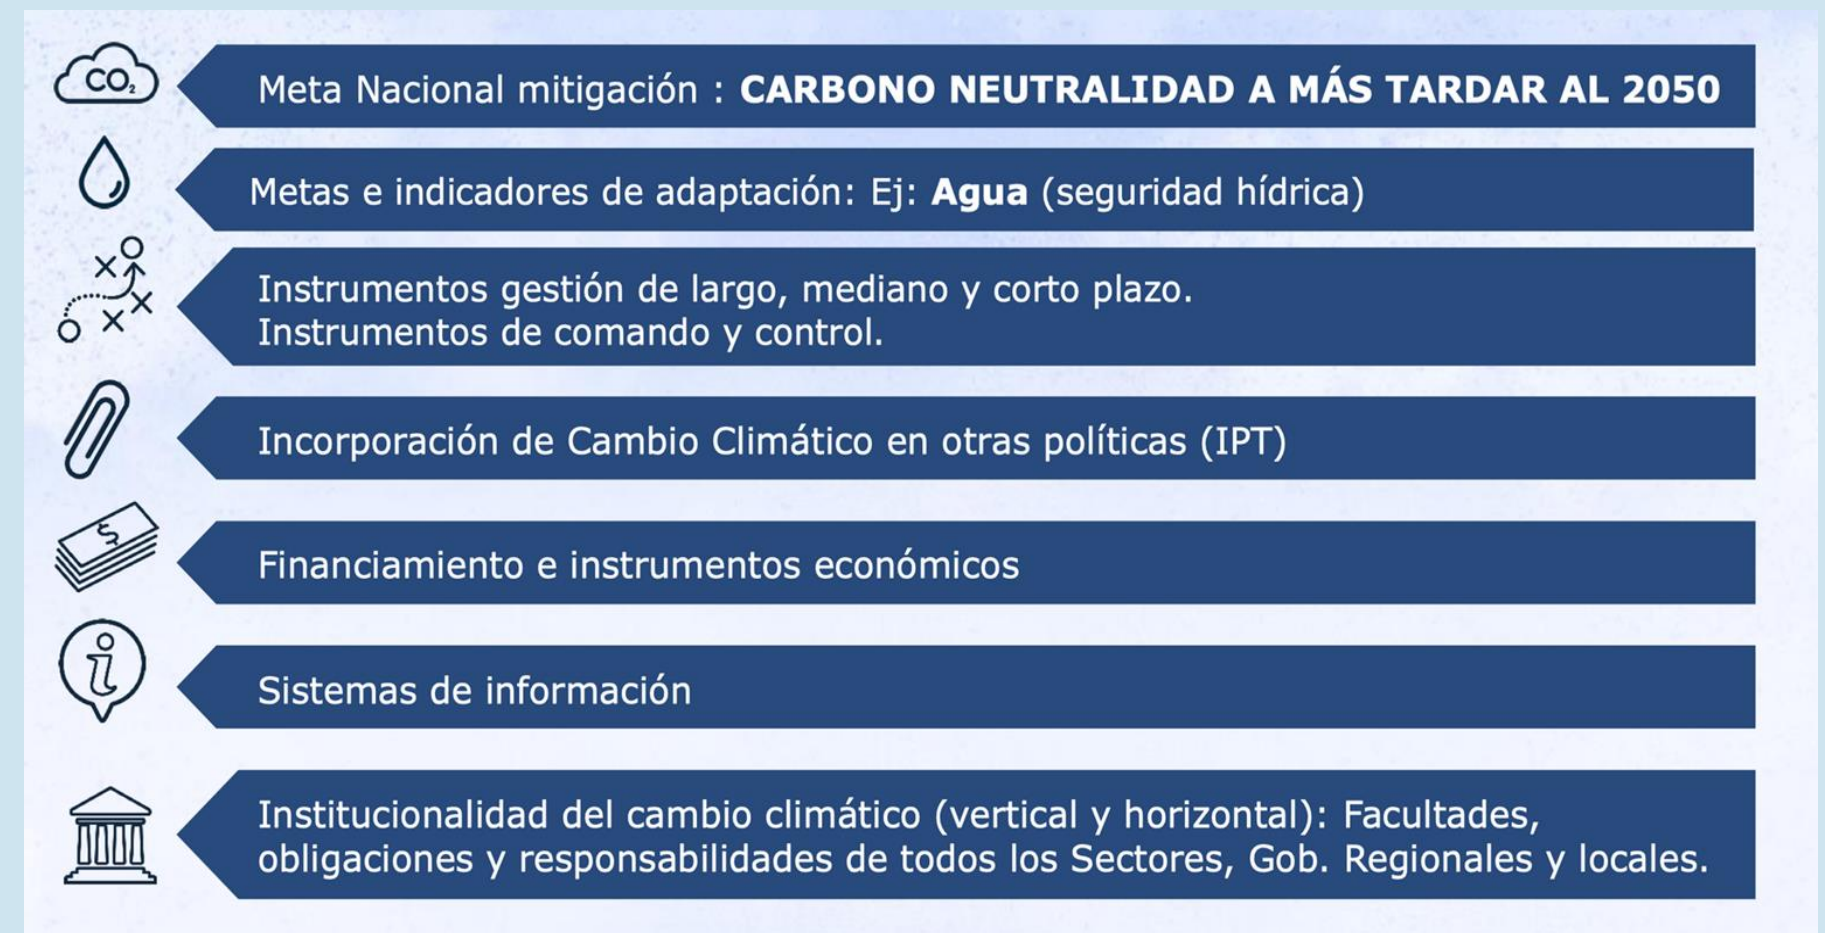 CO₂
Meta Nacional mitigación : CARBONO NEUTRALIDAD A MÁS TARDAR AL 2050
Metas e indicadores de adaptación: Ej: Agua (seguridad hídrica)
Instrumentos gestión de largo, mediano y corto plazo.
Instrumentos de comando y control.
Incorporación de Cambio Climático en otras políticas (IPT)
$
Financiamiento e instrumentos económicos
i
Sistemas de información
Institucionalidad del cambio climático (vertical y horizontal): Facultades,
obligaciones y responsabilidades de todos los Sectores, Gob. Regionales y locales.